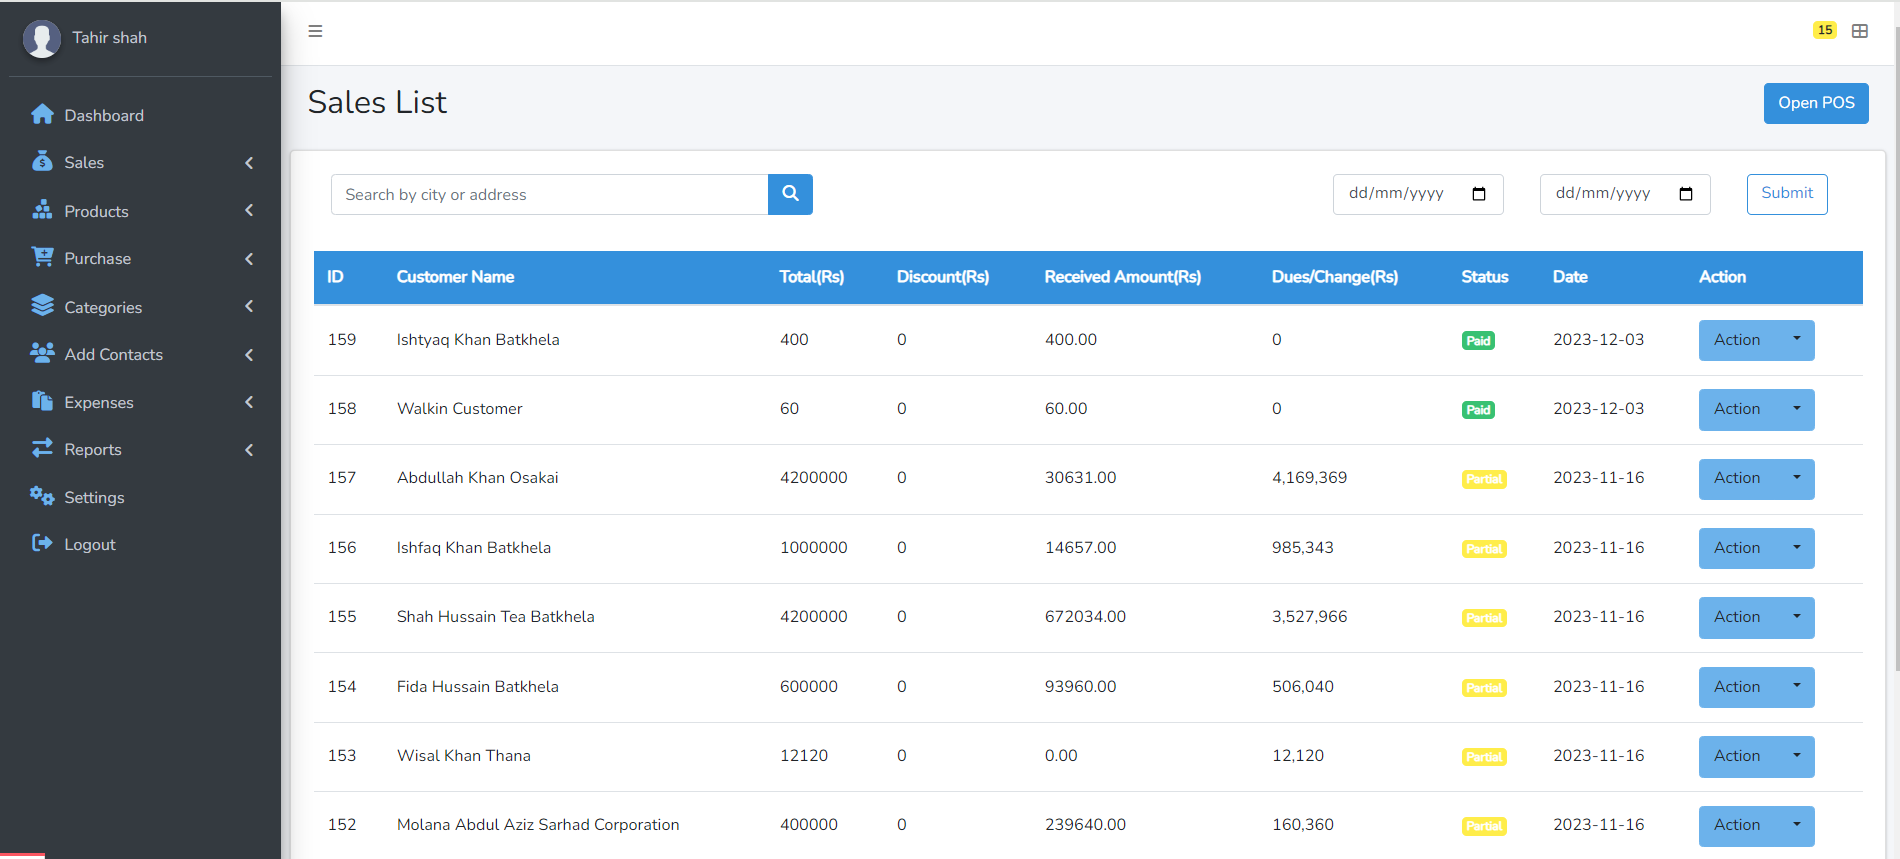 Tahir shah
15
Dashboard
Sales
Products
Purchase
Categories
Add Contacts
Expenses
Reports
Settings
Logout
Sales List
Open POS
Search by city or address
dd/mm/yyyy dd/mm/yyyy Submit
ID Customer Name Total(Rs) Discount(Rs) Received Amount(Rs) Dues/Change(Rs) Status Date Action
159 Ishtyaq Khan Batkhela 400 0 400.00 0 Paid 2023-12-03 Action
158 Walkin Customer 60 0 60.00 0 Paid 2023-12-03 Action
157 Abdullah Khan Osakai 4200000 0 30631.00 4,169,369 Partial 2023-11-16 Action
156 Ishfaq Khan Batkhela 1000000 0 14657.00 985,343 Partial 2023-11-16 Action
155 Shah Hussain Tea Batkhela 4200000 0 672034.00 3,527,966 Partial 2023-11-16 Action
154 Fida Hussain Batkhela 600000 0 93960.00 506,040 Partial 2023-11-16 Action
153 Wisal Khan Thana 12120 0 0.00 12,120 Partial 2023-11-16 Action
152 Molana Abdul Aziz Sarhad Corporation 400000 0 239640.00 160,360 Partial 2023-11-16 Action